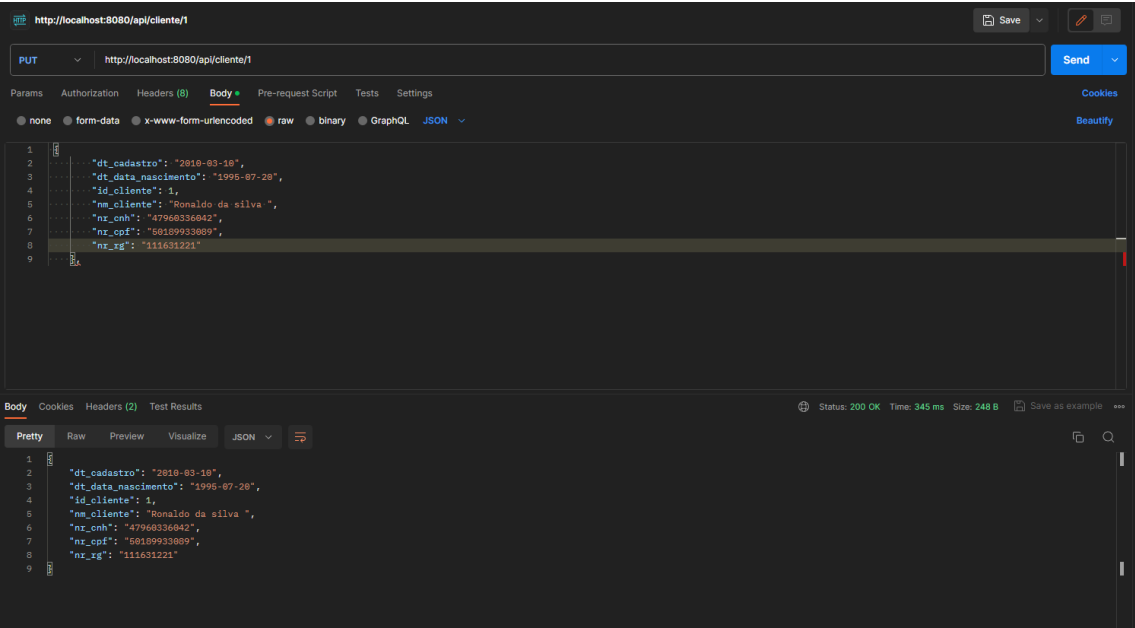 HTTP http://localhost:8080/api/cliente/1 Save
PUT http://localhost:8080/api/cliente/1 Send
Params Authorization Headers (8) Body Pre-request Script Tests Settings Cookies
none form-data x-www-form-urlencoded raw binary GraphQL JSON Beautify
1 {
2 "dt_cadastro": "2010-03-10",
3 "dt_data_nascimento": "1995-07-20",
4 "id_cliente": 1,
5 "nm_cliente": "Ronaldo da silva ",
6 "nr_cnh": "47960336042",
7 "nr_cpf": "50189933089",
8 "nr_rg": "111631221"
9 },
Body Cookies Headers (2) Test Results Status: 200 OK Time: 345 ms Size: 248 B Save as example
Pretty Raw Preview Visualize JSON
1 {
2 "dt_cadastro": "2010-03-10",
3 "dt_data_nascimento": "1995-07-20",
4 "id_cliente": 1,
5 "nm_cliente": "Ronaldo da silva ",
6 "nr_cnh": "47960336042",
7 "nr_cpf": "50189933089",
8 "nr_rg": "111631221"
9 }